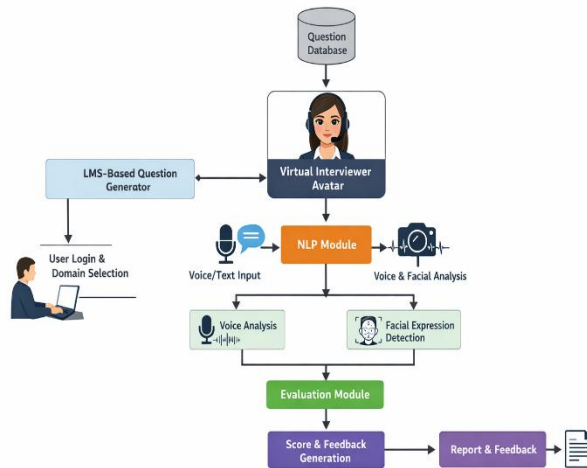 Question
Database
LMS-Based Question
Generator
Virtual Interviewer
Avatar
User Login &
Domain Selection
Voice/Text Input
NLP Module
Voice & Facial Analysis
Voice Analysis
Facial Expression
Detection
Evaluation Module
Score & Feedback
Generation
Report & Feedback